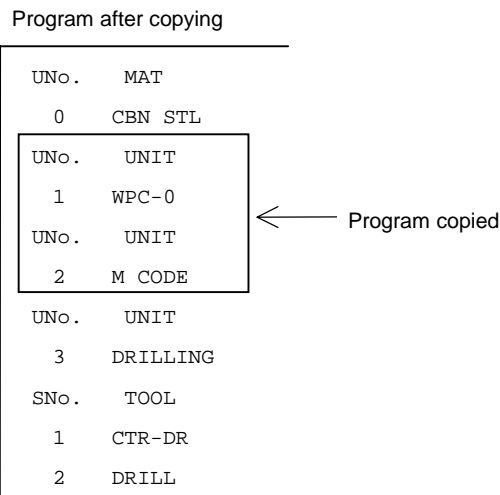 Program after copying
UNo. MAT
0 CBN STL
UNo. UNIT
1 WPC-0
UNo. UNIT
Program copied
2 M CODE
UNo. UNIT
3 DRILLING
SNo. TOOL
1 CTR-DR
2 DRILL